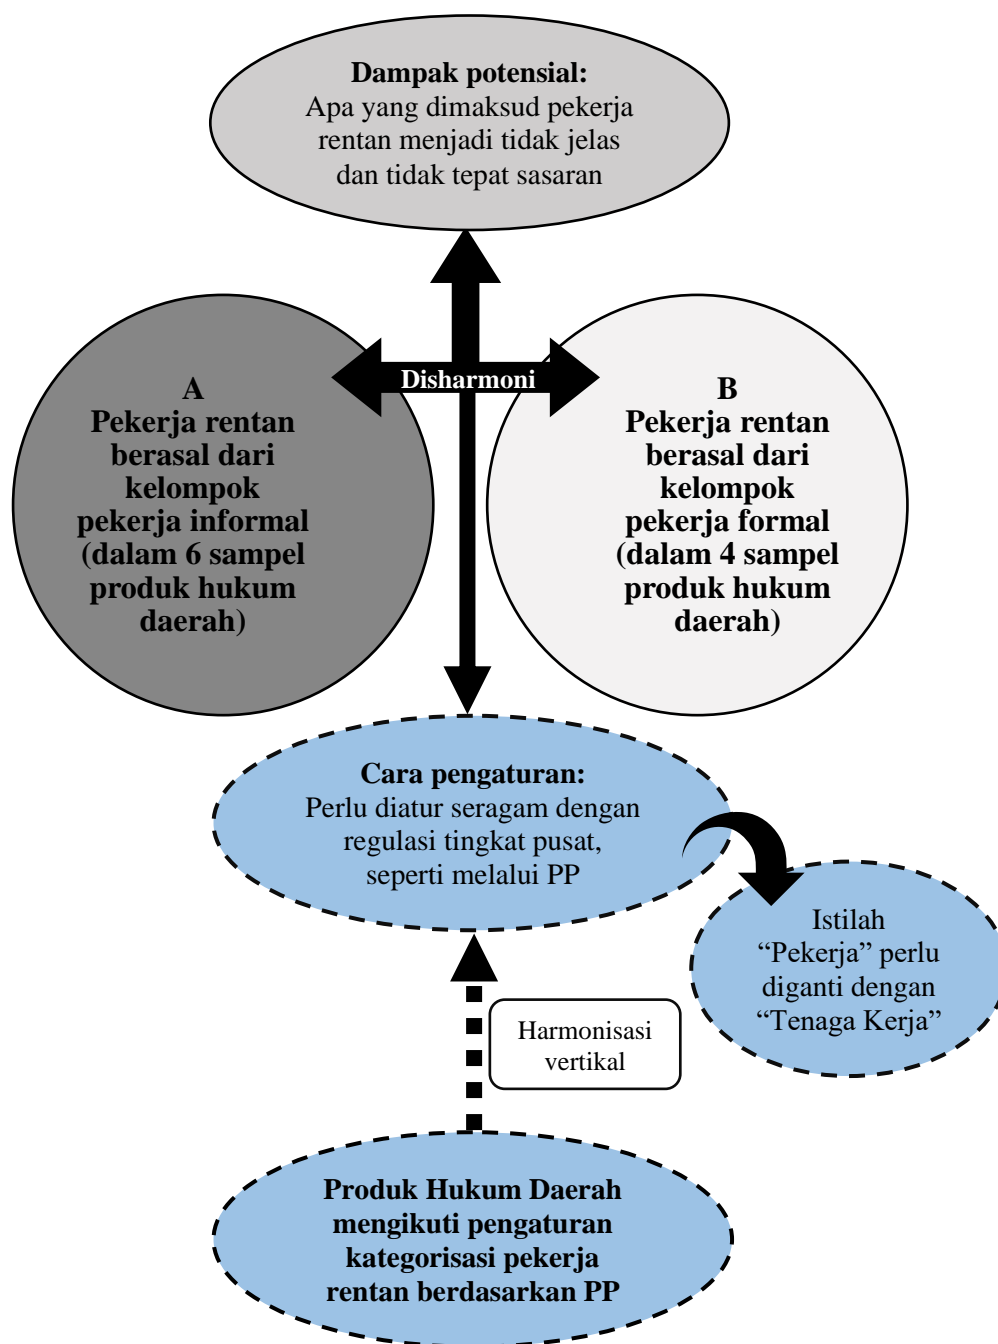 Dampak potensial:
Apa yang dimaksud pekerja
rentan menjadi tidak jelas
dan tidak tepat sasaran
Disharmoni
A
Pekerja rentan
berasal dari
kelompok
pekerja informal
(dalam 6 sampel
produk hukum
daerah)
B
Pekerja rentan
berasal dari
kelompok
pekerja formal
(dalam 4 sampel
produk hukum
daerah)
Cara pengaturan:
Perlu diatur seragam dengan
regulasi tingkat pusat,
seperti melalui PP
Istilah
“Pekerja” perlu
diganti dengan
“Tenaga Kerja”
Harmonisasi
vertikal
Produk Hukum Daerah
mengikuti pengaturan
kategorisasi pekerja
rentan berdasarkan PP